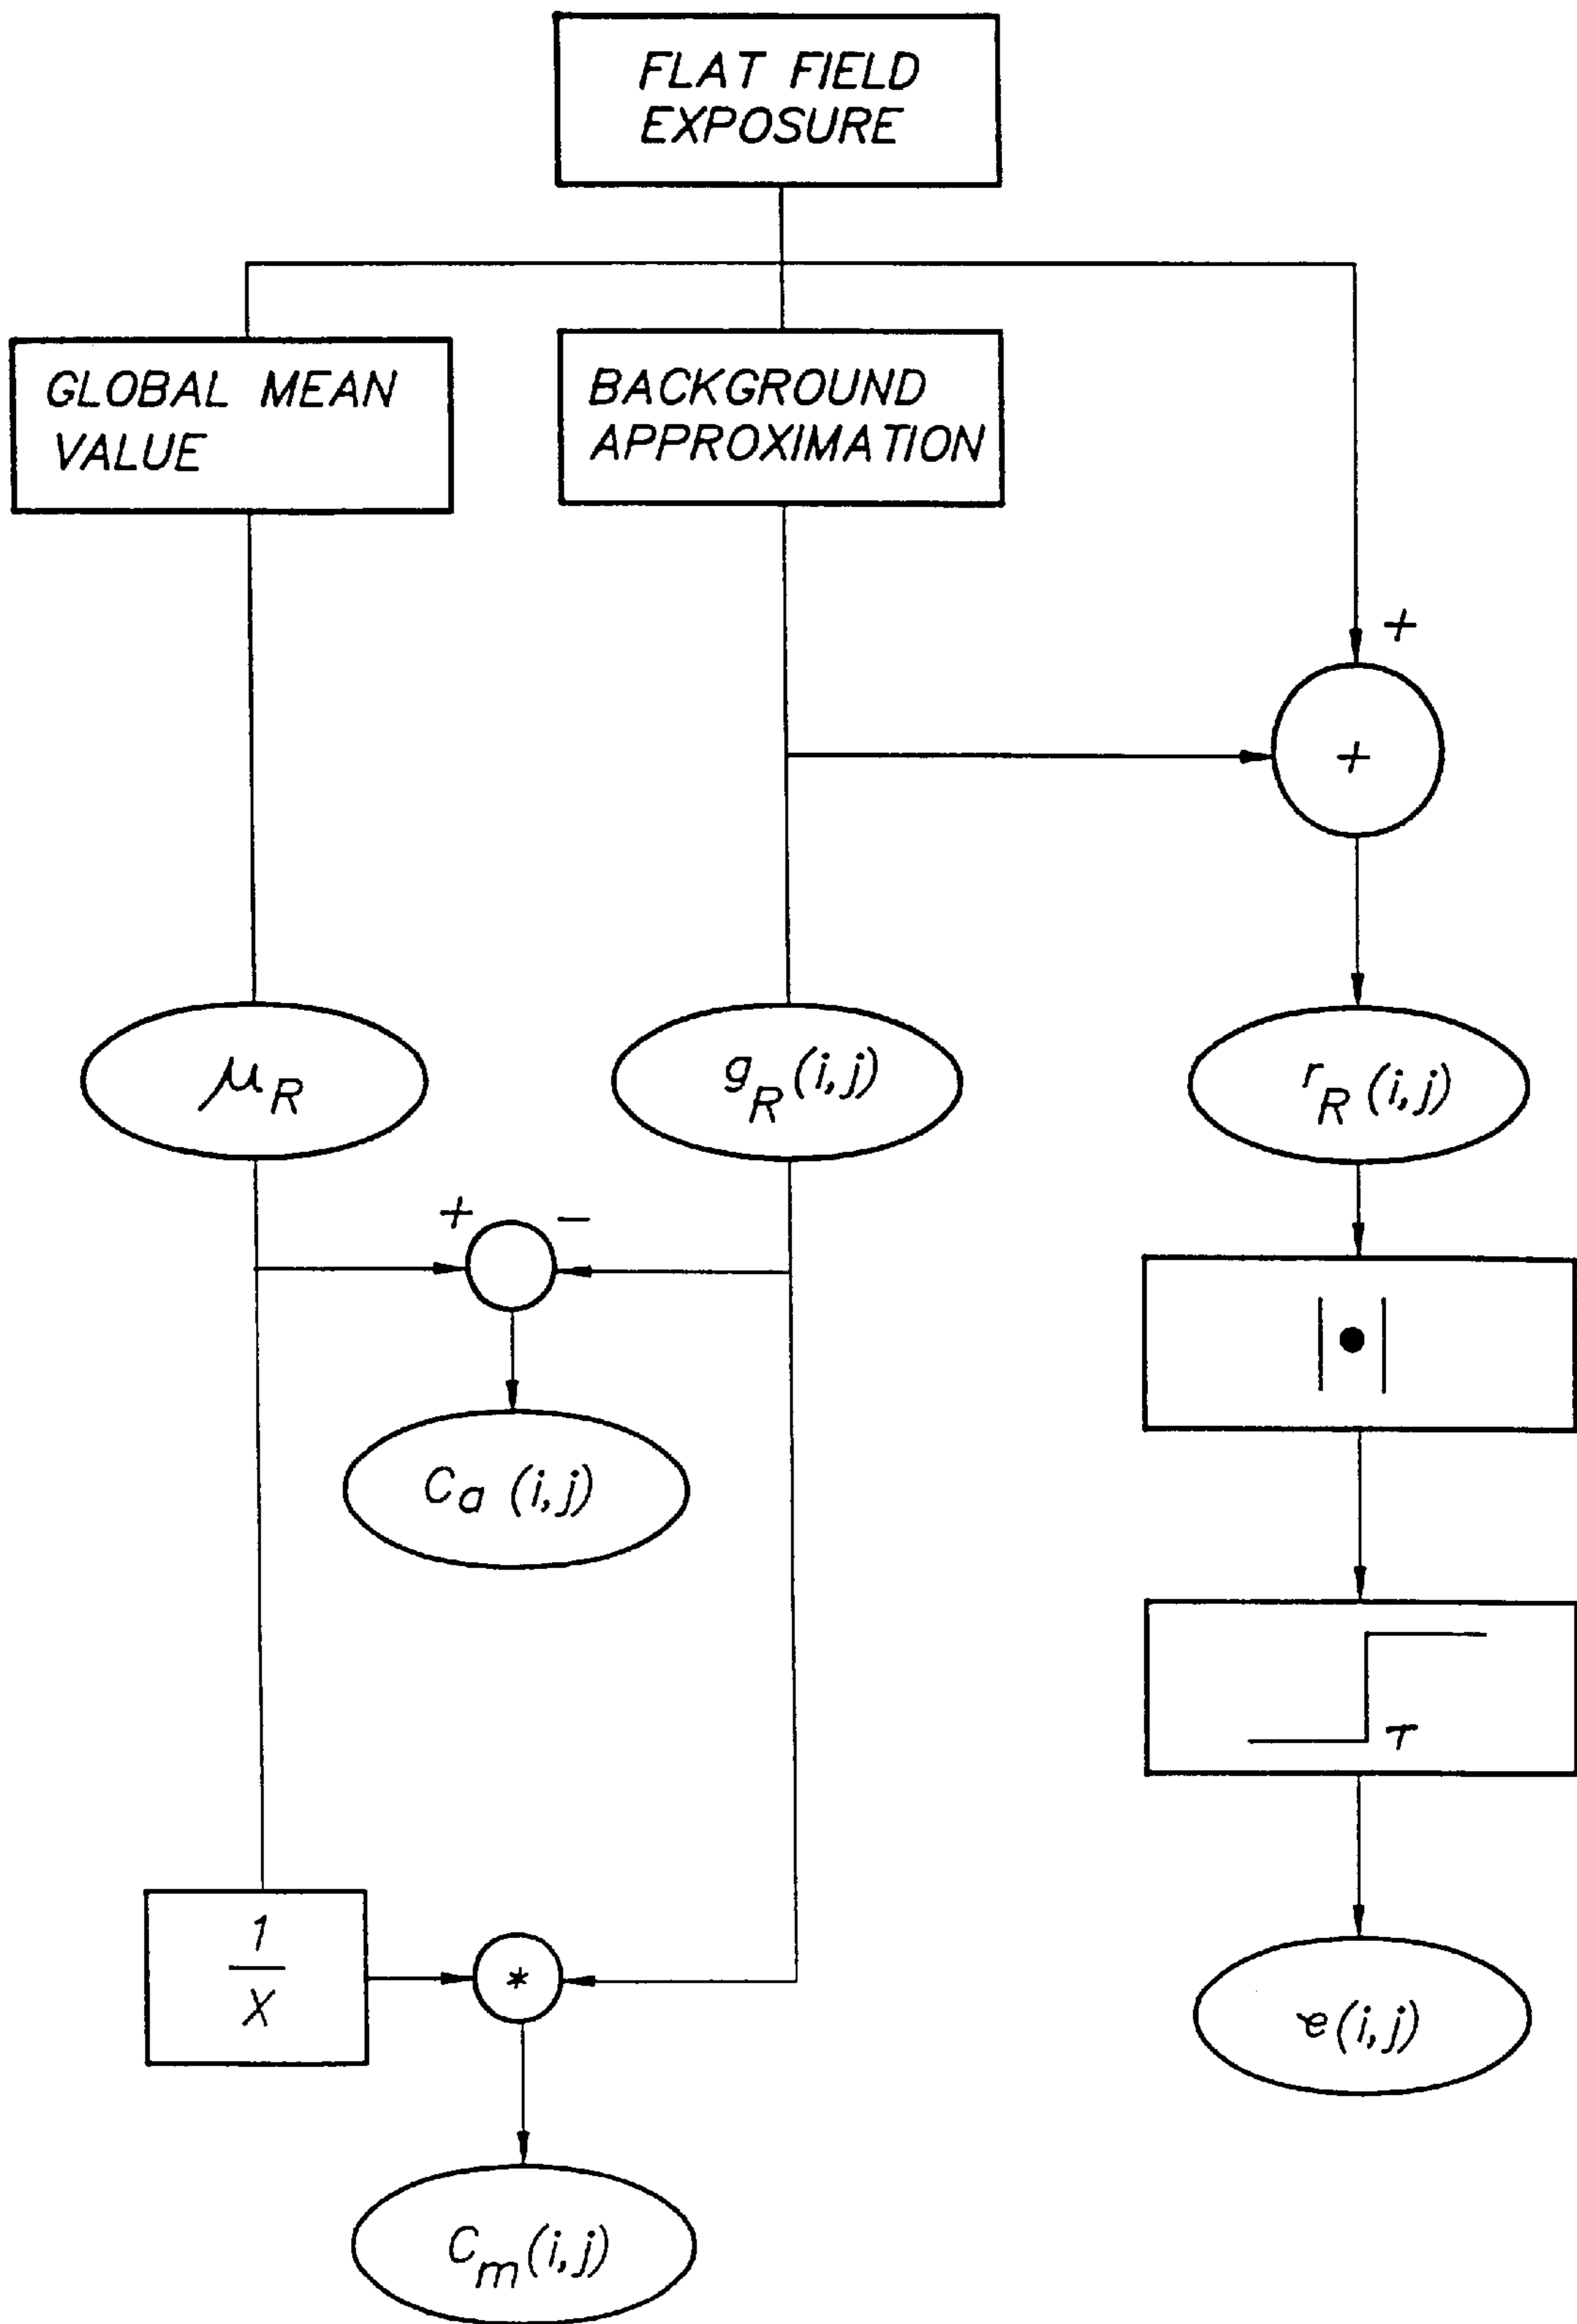 FLAT FIELD
EXPOSURE
GLOBAL MEAN
VALUE
BACKGROUND
APPROXIMATION
+
+
μR
gR(i,j)
rR(i,j)
+ −
|●|
Ca (i,j)
τ
1
X
*
e(i,j)
Cm(i,j)